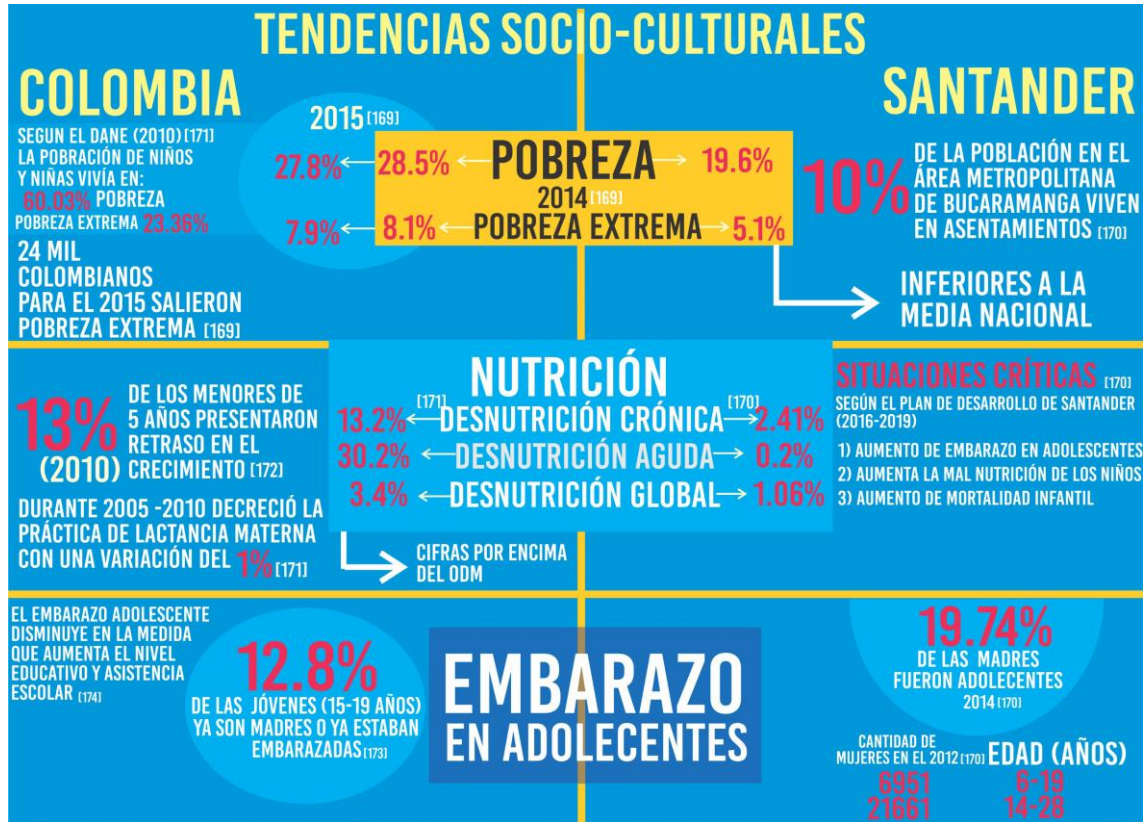 TENDENCIAS SOCIO-CULTURALES
COLOMBIA
SEGUN EL DANE (2010) [171]
LA POBRACIÓN DE NIÑOS
Y NIÑAS VIVÍA EN:
60.03% POBREZA
POBREZA EXTREMA 23.36%
24 MIL
COLOMBIANOS
PARA EL 2015 SALIERON
POBREZA EXTREMA [169]
2015 [169]
27.8% ← 28.5% ← POBREZA → 19.6%
2014 [169]
7.9% ← 8.1% ← POBREZA EXTREMA → 5.1%
SANTANDER
10%
DE LA POBLACIÓN EN EL
ÁREA METROPOLITANA
DE BUCARAMANGA VIVEN
EN ASENTAMIENTOS [170]
INFERIORES A LA
MEDIA NACIONAL
13%
(2010)
DE LOS MENORES DE
5 AÑOS PRESENTARON
RETRASO EN EL
CRECIMIENTO [172]
DURANTE 2005 -2010 DECRECIÓ LA
PRÁCTICA DE LACTANCIA MATERNA
CON UNA VARIACIÓN DEL 1% [171]
NUTRICIÓN
[171] [170]
13.2% ← DESNUTRICIÓN CRÓNICA → 2.41%
30.2% ← DESNUTRICIÓN AGUDA → 0.2%
3.4% ← DESNUTRICIÓN GLOBAL → 1.06%
CIFRAS POR ENCIMA
DEL ODM
SITUACIONES CRÍTICAS [170]
SEGÚN EL PLAN DE DESARROLLO DE SANTANDER
(2016-2019)
1) AUMENTO DE EMBARAZO EN ADOLESCENTES
2) AUMENTA LA MAL NUTRICIÓN DE LOS NIÑOS
3) AUMENTO DE MORTALIDAD INFANTIL
EL EMBARAZO ADOLESCENTE
DISMINUYE EN LA MEDIDA
QUE AUMENTA EL NIVEL
EDUCATIVO Y ASISTENCIA
ESCOLAR [174]
12.8%
DE LAS JÓVENES (15-19 AÑOS)
YA SON MADRES O YA ESTABAN
EMBARAZADAS [173]
EMBARAZO
EN ADOLECENTES
19.74%
DE LAS MADRES
FUERON ADOLECENTES
2014 [170]
CANTIDAD DE
MUJERES EN EL 2012 [170] EDAD (AÑOS)
6951 6-19
21661 14-28